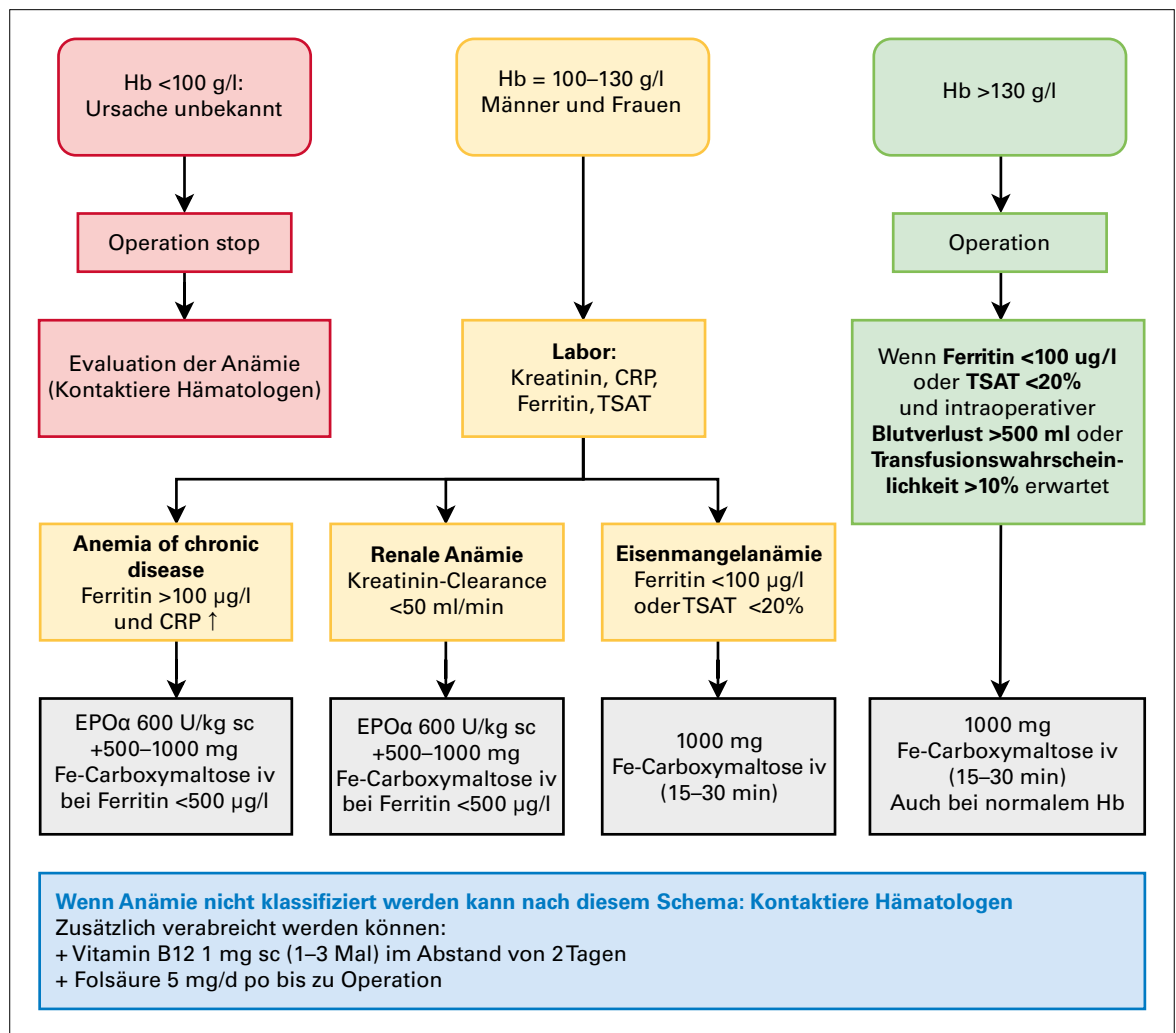 Hb <100 g/l:
Ursache unbekannt
Hb = 100–130 g/l
Männer und Frauen
Hb >130 g/l
Operation stop
Operation
Evaluation der Anämie
(Kontaktiere Hämatologen)
Labor:
Kreatinin, CRP,
Ferritin, TSAT
Wenn Ferritin <100 ug/l
oder TSAT <20%
und intraoperativer
Blutverlust >500 ml oder
Transfusionswahrschein-
lichkeit >10% erwartet
Anemia of chronic
disease
Ferritin >100 µg/l
und CRP ↑
Renale Anämie
Kreatinin-Clearance
<50 ml/min
Eisenmangelanämie
Ferritin <100 µg/l
oder TSAT <20%
EPOα 600 U/kg sc
+500–1000 mg
Fe-Carboxymaltose iv
bei Ferritin <500 µg/l
EPOα 600 U/kg sc
+500–1000 mg
Fe-Carboxymaltose iv
bei Ferritin <500 µg/l
1000 mg
Fe-Carboxymaltose iv
(15–30 min)
1000 mg
Fe-Carboxymaltose iv
(15–30 min)
Auch bei normalem Hb
Wenn Anämie nicht klassifiziert werden kann nach diesem Schema: Kontaktiere Hämatologen
Zusätzlich verabreicht werden können:
+ Vitamin B12 1 mg sc (1–3 Mal) im Abstand von 2 Tagen
+ Folsäure 5 mg/d po bis zu Operation